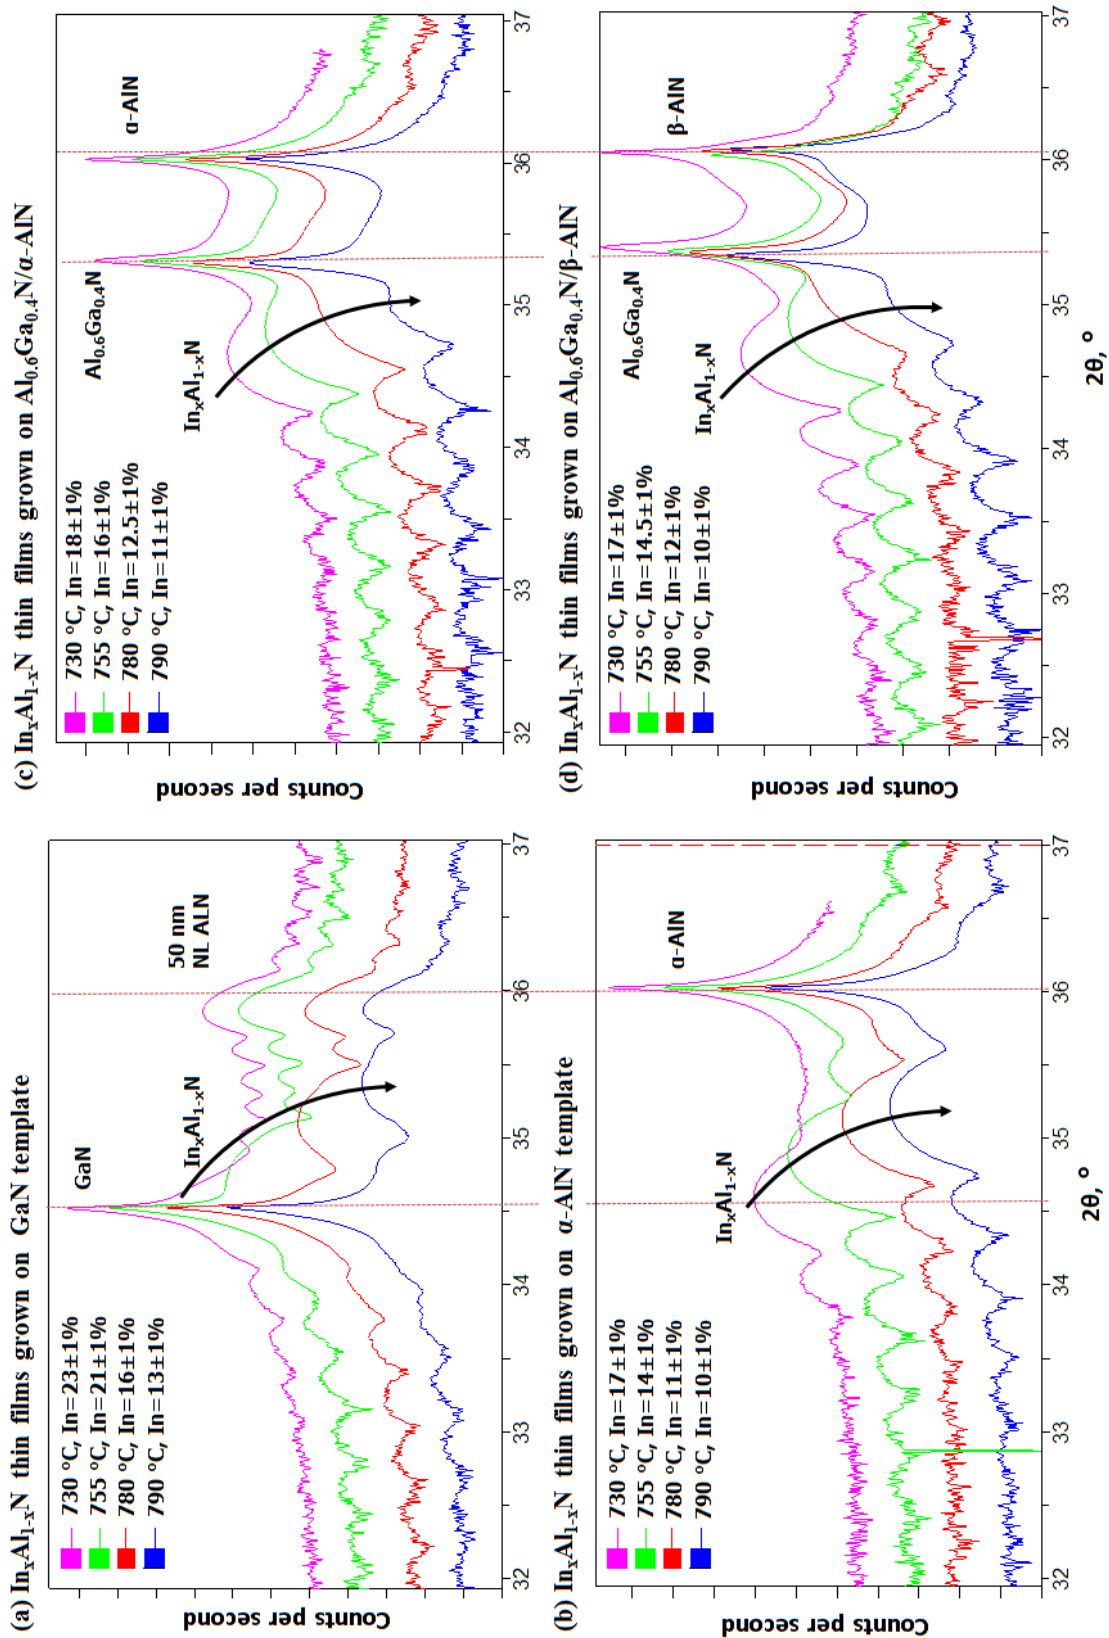 (a) InₓAl₁₋ₓN thin films grown on GaN template
730 °C, In=23±1%
755 °C, In=21±1%
780 °C, In=16±1%
790 °C, In=13±1%
GaN
InₓAl₁₋ₓN
50 nm
NL ALN
Counts per second
32 33 34 35 36 37
(c) InₓAl₁₋ₓN thin films grown on Al₀.₆Ga₀.₄N/α-AlN
730 °C, In=18±1%
755 °C, In=16±1%
780 °C, In=12.5±1%
790 °C, In=11±1%
InₓAl₁₋ₓN
Al₀.₆Ga₀.₄N
α-AlN
Counts per second
32 33 34 35 36 37
(b) InₓAl₁₋ₓN thin films grown on α-AlN template
730 °C, In=17±1%
755 °C, In=14±1%
780 °C, In=11±1%
790 °C, In=10±1%
InₓAl₁₋ₓN
α-AlN
Counts per second
32 33 34 35 36 37
2θ, °
(d) InₓAl₁₋ₓN thin films grown on Al₀.₆Ga₀.₄N/β-AlN
730 °C, In=17±1%
755 °C, In=14.5±1%
780 °C, In=12±1%
790 °C, In=10±1%
InₓAl₁₋ₓN
Al₀.₆Ga₀.₄N
β-AlN
Counts per second
32 33 34 35 36 37
2θ, °